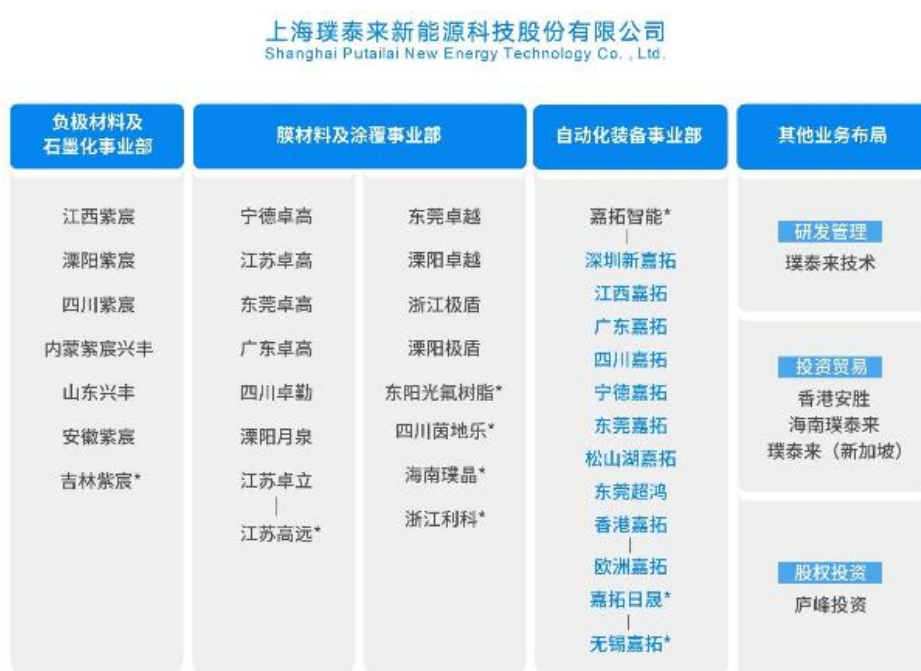 上海璞泰来新能源科技股份有限公司
Shanghai Putailai New Energy Technology Co. , Ltd.
负极材料及
石墨化事业部
江西紫宸
溧阳紫宸
四川紫宸
内蒙紫宸兴丰
山东兴丰
安徽紫宸
吉林紫宸*
膜材料及涂覆事业部
宁德卓高
江苏卓高
东莞卓高
广东卓高
四川卓勤
溧阳月泉
江苏卓立
江苏高远*
东莞卓越
溧阳卓越
浙江极盾
溧阳极盾
东阳光氟树脂*
四川茵地乐*
海南璞晶*
浙江利科*
自动化装备事业部
嘉拓智能*
深圳新嘉拓
江西嘉拓
广东嘉拓
四川嘉拓
宁德嘉拓
东莞嘉拓
松山湖嘉拓
东莞超鸿
香港嘉拓
欧洲嘉拓
嘉拓日晟*
无锡嘉拓*
其他业务布局
研发管理
璞泰来技术
投资贸易
香港安胜
海南璞泰来
璞泰来（新加坡）
股权投资
庐峰投资